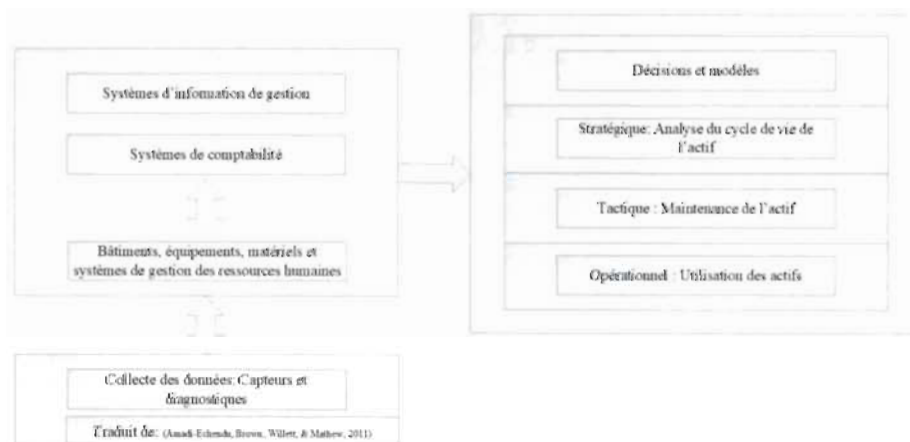 Systèmes d'information de gestion
Systèmes de comptabilité
Bâtiments, équipements, matériels et
systèmes de gestion des ressources humaines
Collecte des données: Capteurs et
diagnostiques
Traduit de: (Amadi-Echendu, Brown, Willett, & Mathew, 2011)
Décisions et modèles
Stratégique: Analyse du cycle de vie de
l'actif
Tactique : Maintenance de l'actif
Opérationnel : Utilisation des actifs